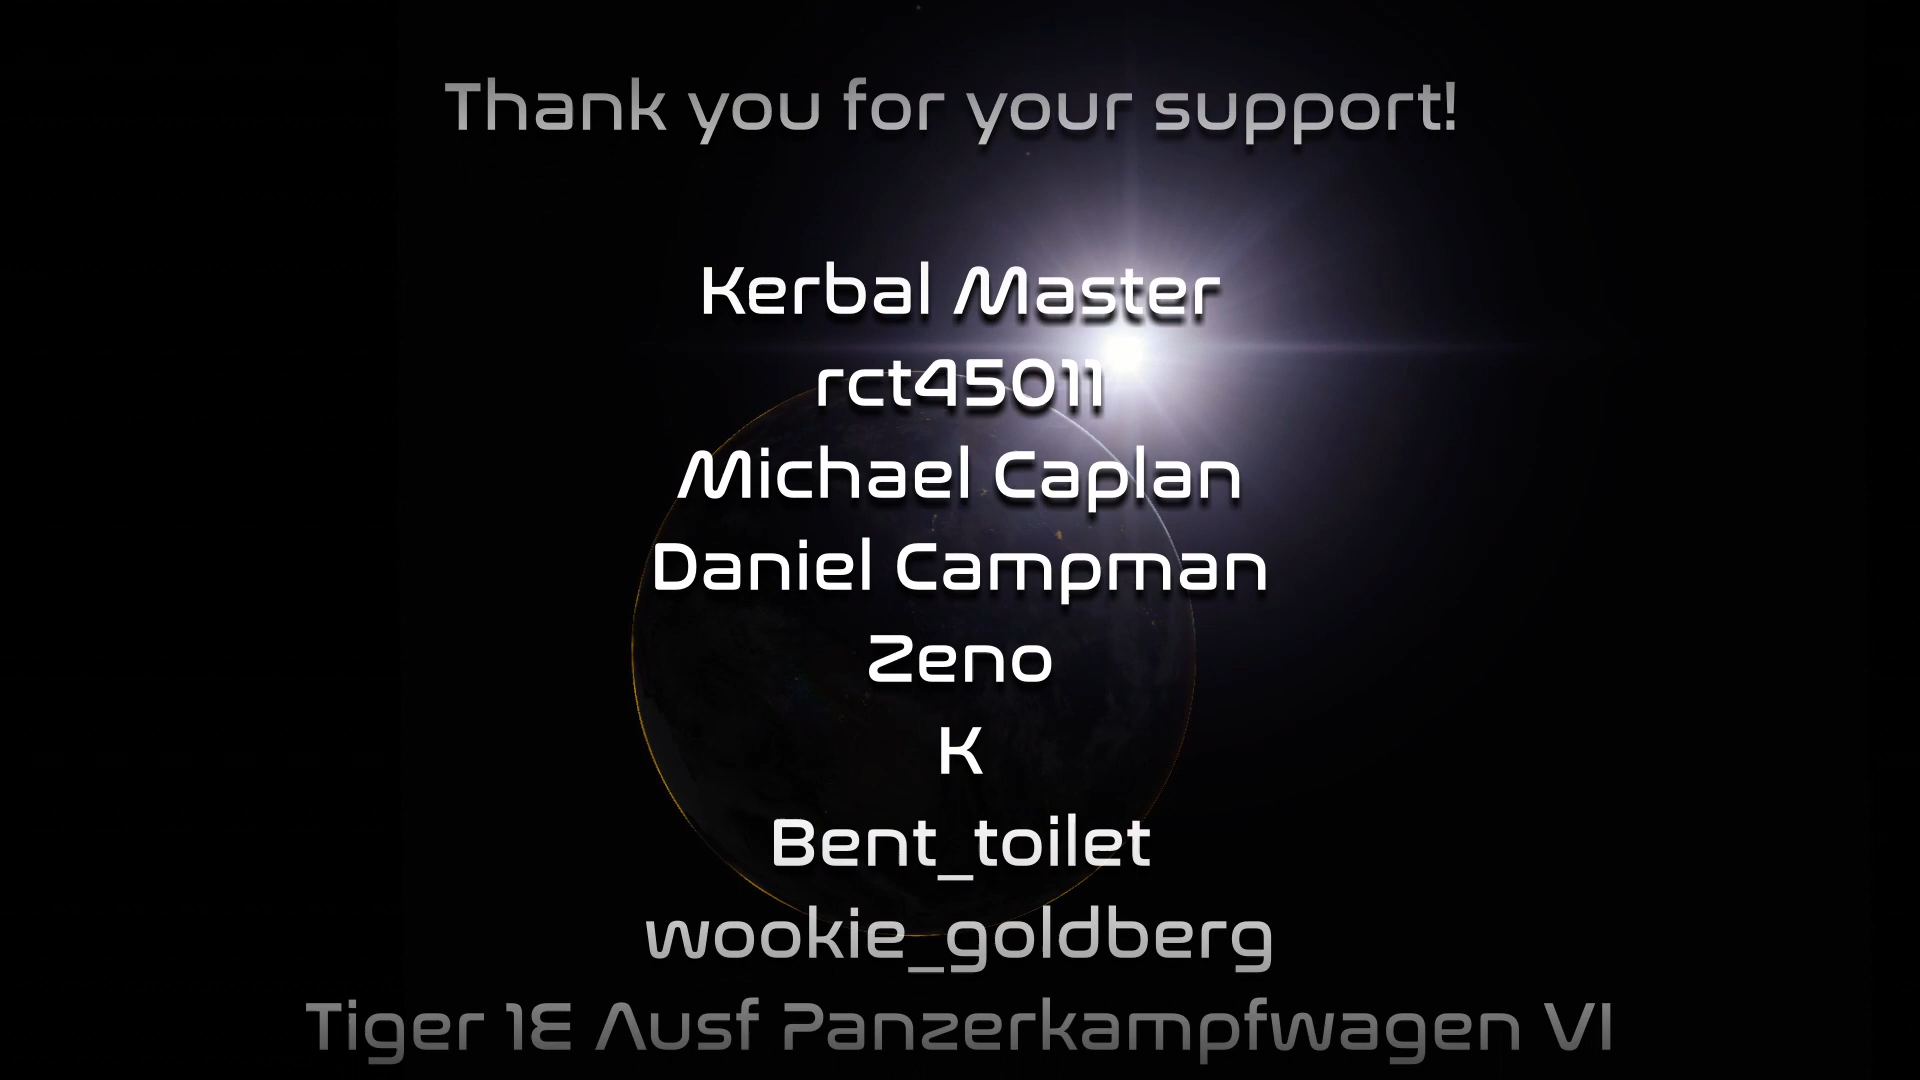 Thank you for your support!
Kerbal Master
rct45011
Michael Caplan
Daniel Campman
Zeno
K
Bent_toilet
wookie_goldberg
Tiger 1E Ausf Panzerkampfwagen VI